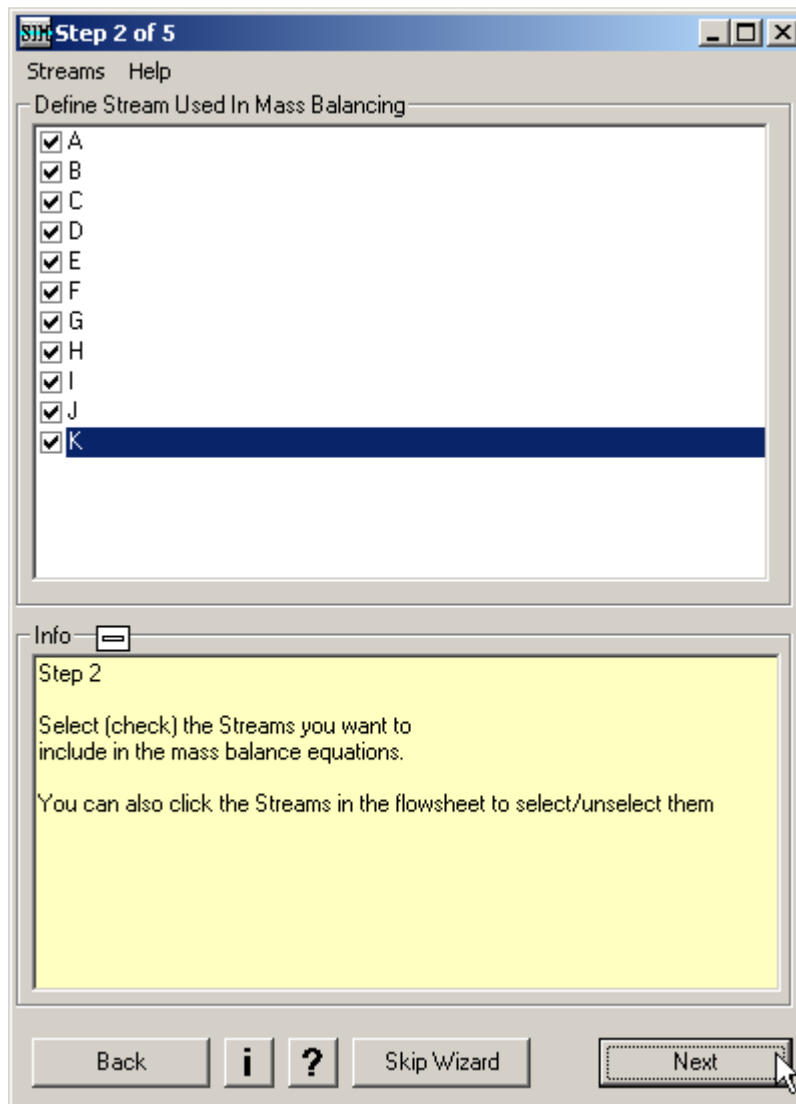 SIM Step 2 of 5
Streams Help
Define Stream Used In Mass Balancing
A
B
C
D
E
F
G
H
I
J
K
Info
Step 2
Select (check) the Streams you want to
include in the mass balance equations.
You can also click the Streams in the flowsheet to select/unselect them
Back i ? Skip Wizard Next